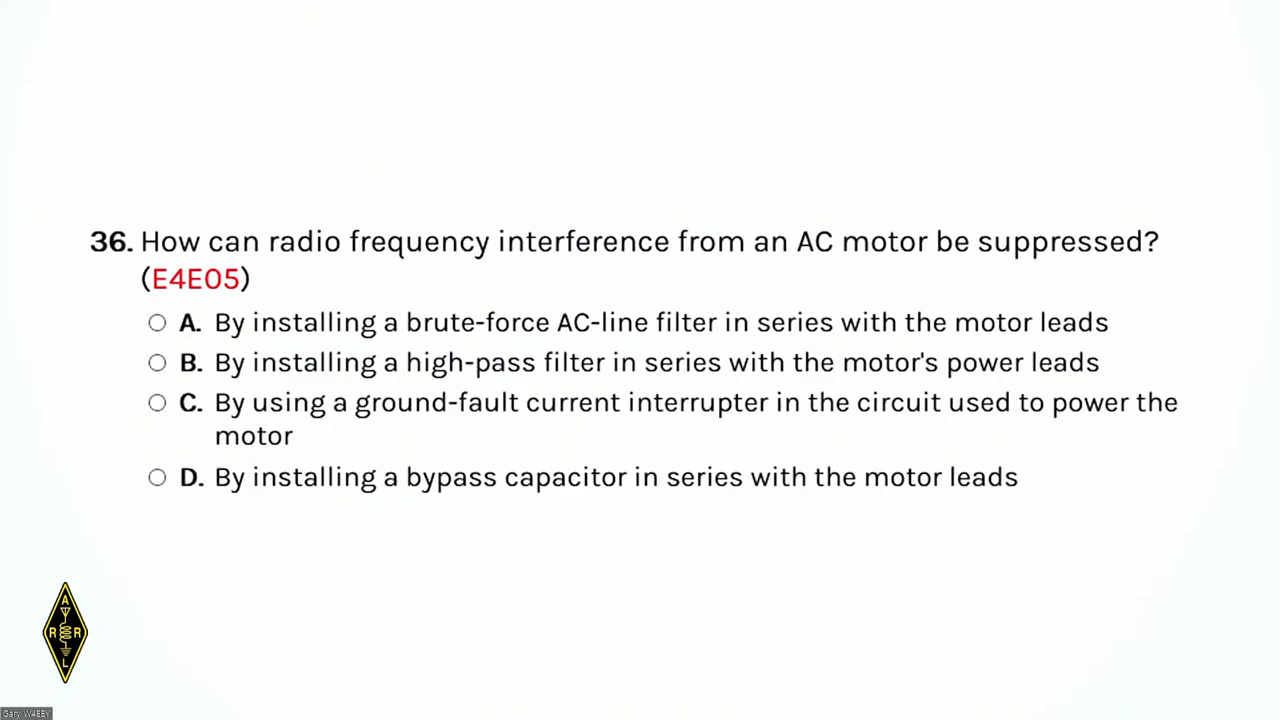 36. How can radio frequency interference from an AC motor be suppressed?
(E4E05)
A. By installing a brute-force AC-line filter in series with the motor leads
B. By installing a high-pass filter in series with the motor's power leads
C. By using a ground-fault current interrupter in the circuit used to power the
motor
D. By installing a bypass capacitor in series with the motor leads
A
R R
L
Gary W4EEY